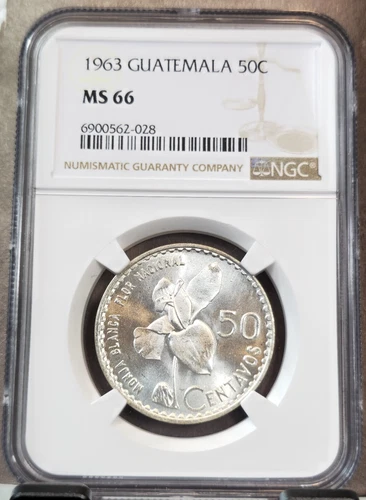 1963 GUATEMALA 50C
MS 66
6900562-028
NUMISMATIC GUARANTY COMPANY
NGC®
MONJA BLANCA FLOR NACIONAL
50
CENTAVOS